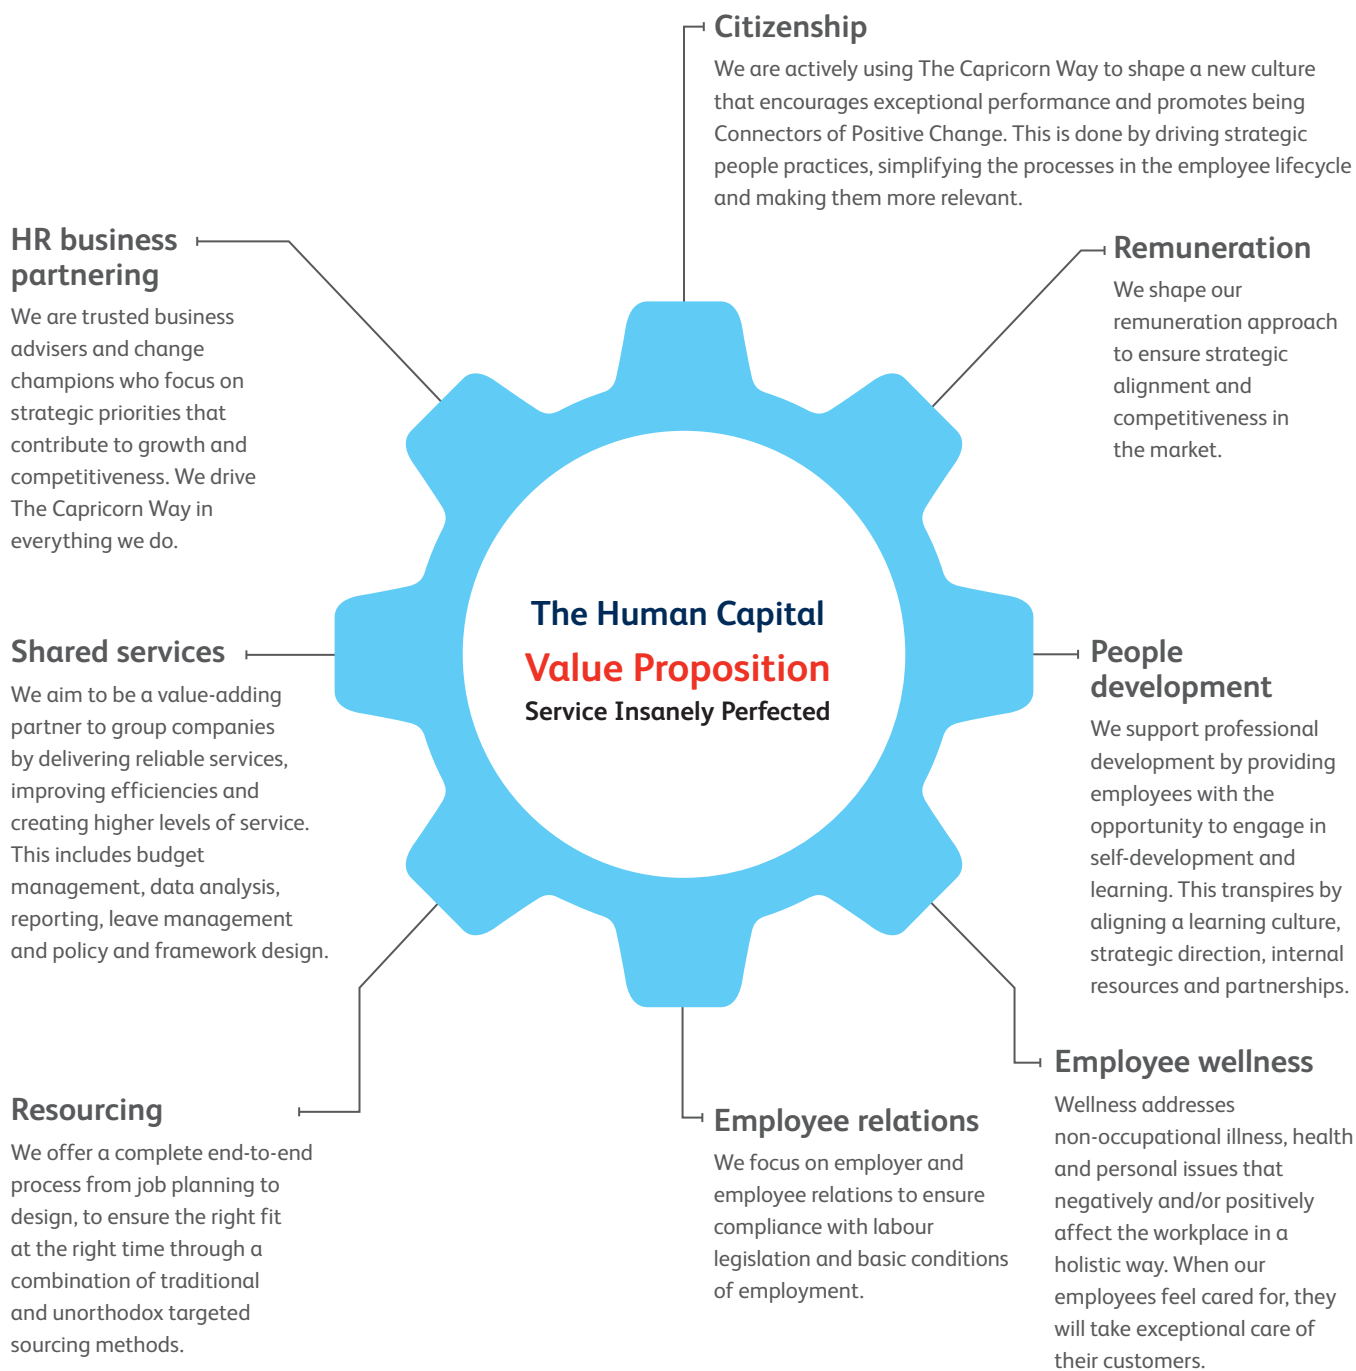 Citizenship
We are actively using The Capricorn Way to shape a new culture
that encourages exceptional performance and promotes being
Connectors of Positive Change. This is done by driving strategic
people practices, simplifying the processes in the employee lifecycle
and making them more relevant.
HR business
partnering
We are trusted business
advisers and change
champions who focus on
strategic priorities that
contribute to growth and
competitiveness. We drive
The Capricorn Way in
everything we do.
Remuneration
We shape our
remuneration approach
to ensure strategic
alignment and
competitiveness in
the market.
The Human Capital
Value Proposition
Service Insanely Perfected
Shared services
We aim to be a value-adding
partner to group companies
by delivering reliable services,
improving efficiencies and
creating higher levels of service.
This includes budget
management, data analysis,
reporting, leave management
and policy and framework design.
People
development
We support professional
development by providing
employees with the
opportunity to engage in
self-development and
learning. This transpires by
aligning a learning culture,
strategic direction, internal
resources and partnerships.
Resourcing
We offer a complete end-to-end
process from job planning to
design, to ensure the right fit
at the right time through a
combination of traditional
and unorthodox targeted
sourcing methods.
Employee relations
We focus on employer and
employee relations to ensure
compliance with labour
legislation and basic conditions
of employment.
Employee wellness
Wellness addresses
non-occupational illness, health
and personal issues that
negatively and/or positively
affect the workplace in a
holistic way. When our
employees feel cared for, they
will take exceptional care of
their customers.